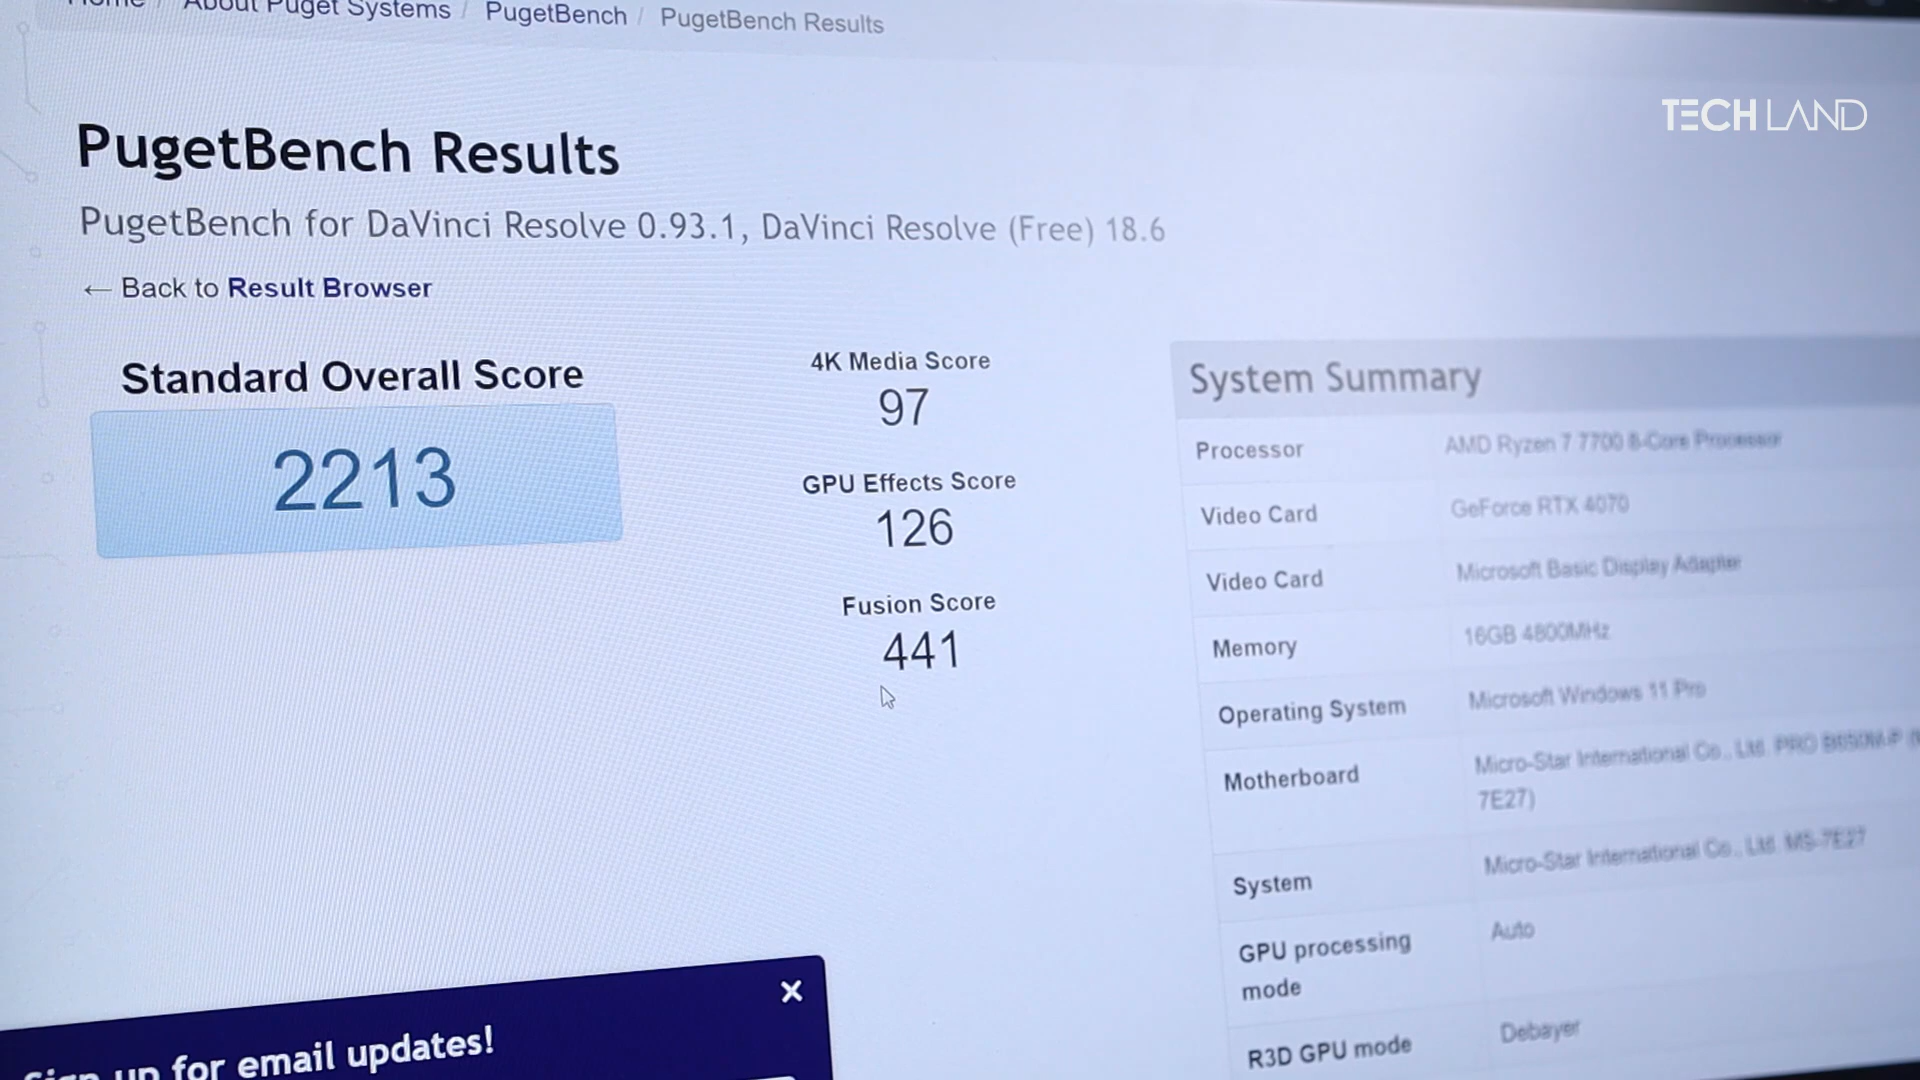 Home / About Puget Systems / PugetBench / PugetBench Results
TECHLAND
PugetBench Results
PugetBench for DaVinci Resolve 0.93.1, DaVinci Resolve (Free) 18.6
← Back to Result Browser
Standard Overall Score
2213
4K Media Score
97
GPU Effects Score
126
Fusion Score
441
System Summary
Processor AMD Ryzen 7 7700 8-Core Processor
Video Card GeForce RTX 4070
Video Card Microsoft Basic Display Adapter
Memory 16GB 4800MHz
Operating System Microsoft Windows 11 Pro
Motherboard Micro-Star International Co., Ltd. PRO B650M-P
7E27)
System Micro-Star International Co., Ltd. MS-7E27
GPU processing mode Auto
R3D GPU mode Debayer
×
Sign up for email updates!